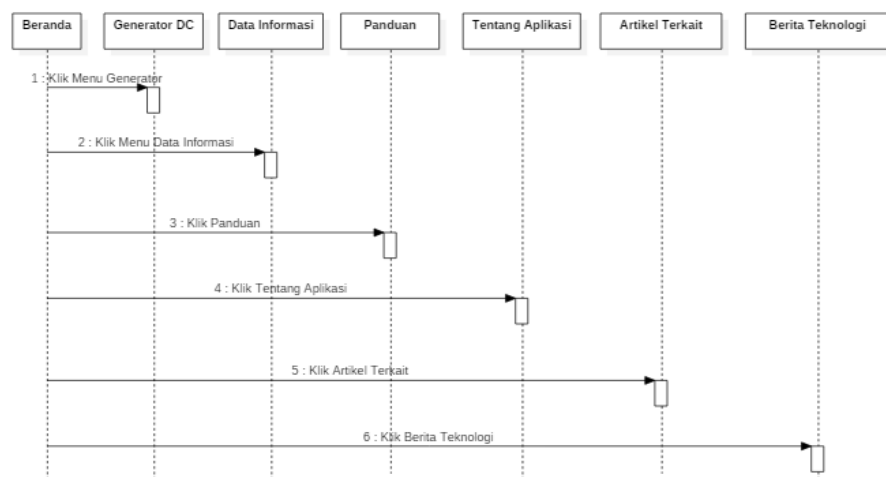 Beranda
Generator DC
Data Informasi
Panduan
Tentang Aplikasi
Artikel Terkait
Berita Teknologi
1 : Klik Menu Generator
2 : Klik Menu Data Informasi
3 : Klik Panduan
4 : Klik Tentang Aplikasi
5 : Klik Artikel Terkait
6 : Klik Berita Teknologi